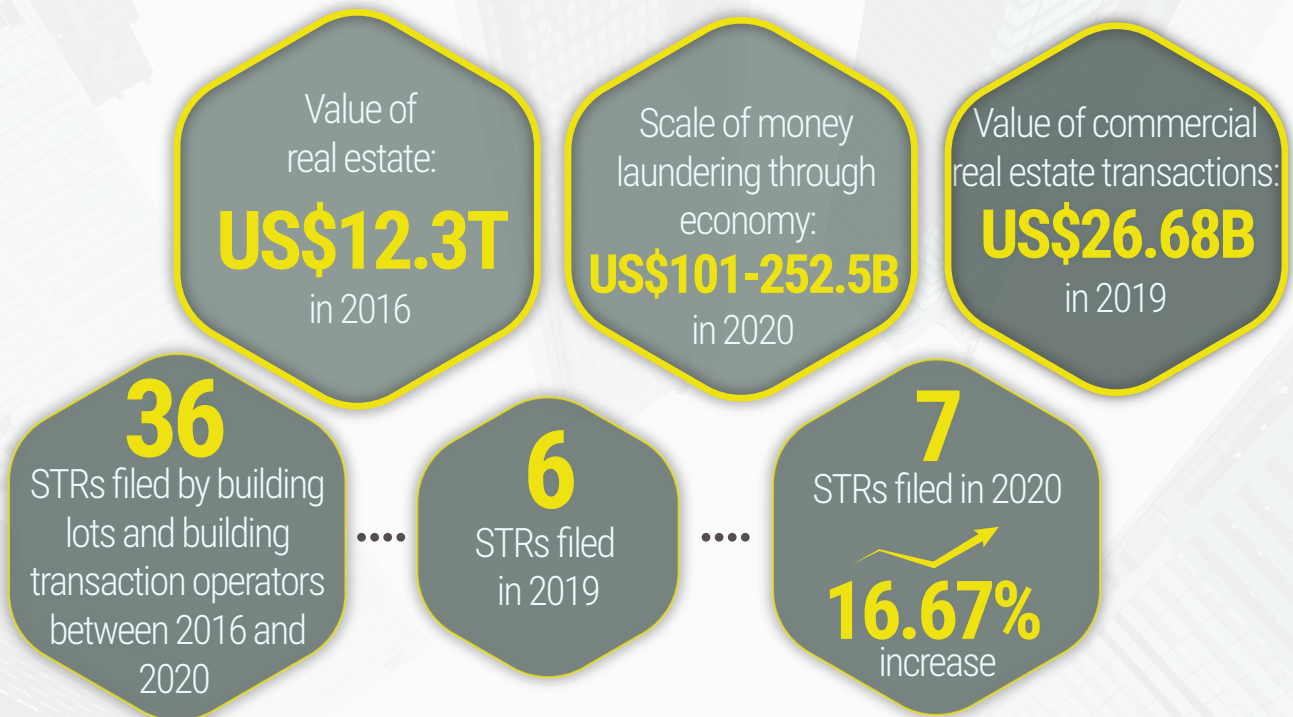 Value of
real estate:
US$12.3T
in 2016
Scale of money
laundering through
economy:
US$101-252.5B
in 2020
Value of commercial
real estate transactions:
US$26.68B
in 2019
36
STRs filed by building
lots and building
transaction operators
between 2016 and
2020
6
STRs filed
in 2019
7
STRs filed in 2020
16.67%
increase